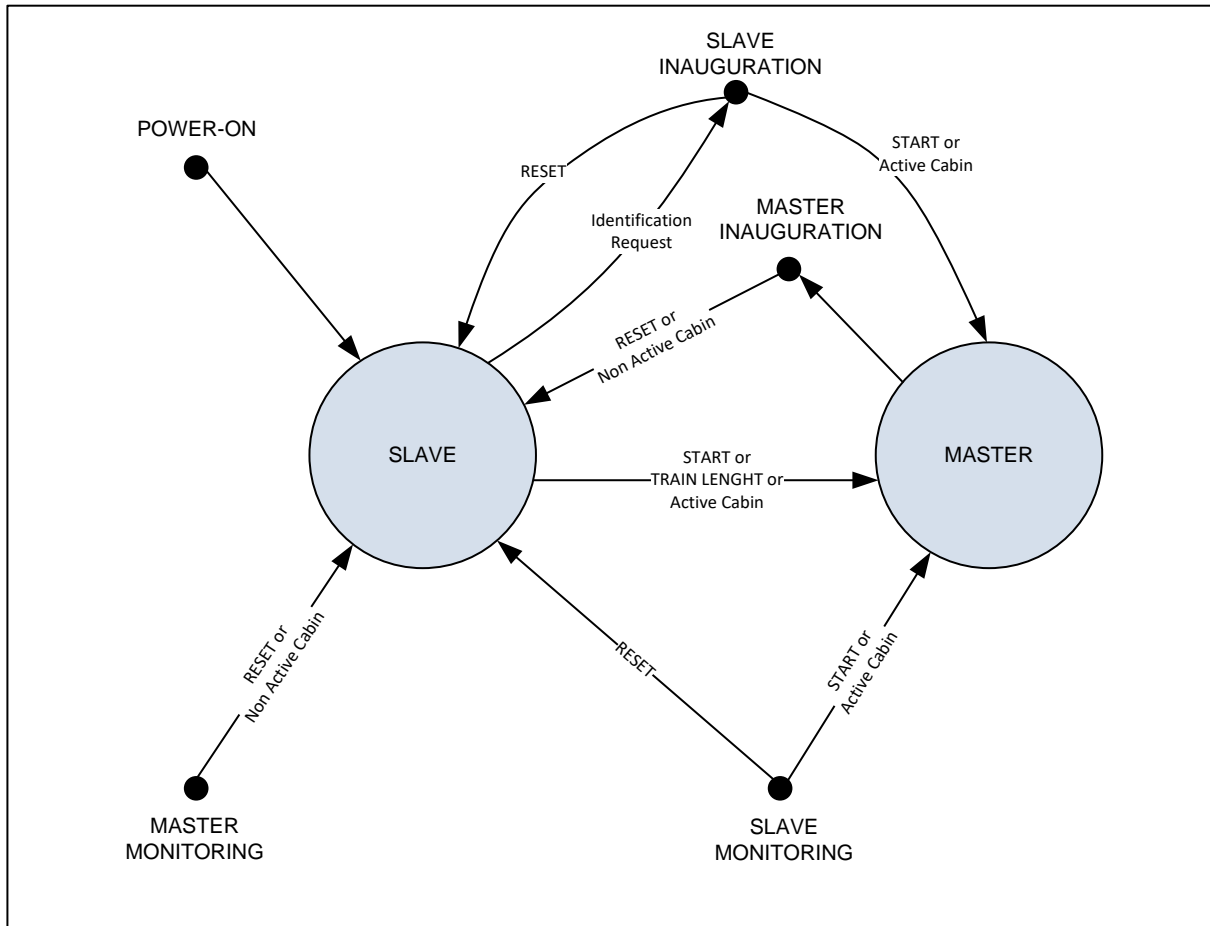 SLAVE
INAUGURATION
POWER-ON
START or
Active Cabin
RESET
MASTER
INAUGURATION
Identification
Request
RESET or
Non Active Cabin
SLAVE
START or
TRAIN LENGHT or
Active Cabin
MASTER
RESET or
Non Active Cabin
RESET
START or
Active Cabin
MASTER
MONITORING
SLAVE
MONITORING